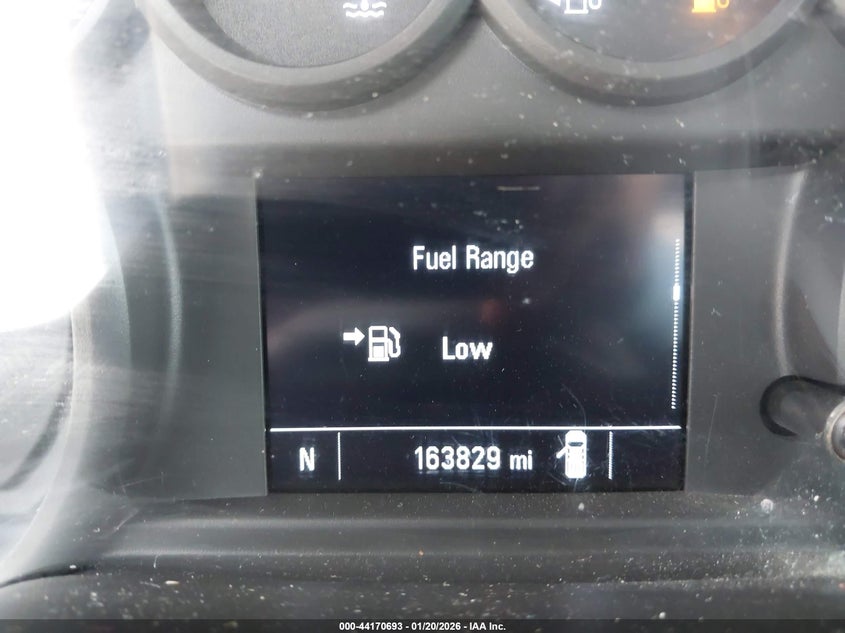 Fuel Range
Low
N 163829 mi
000-44170693 - 01/20/2026 - IAA Inc.